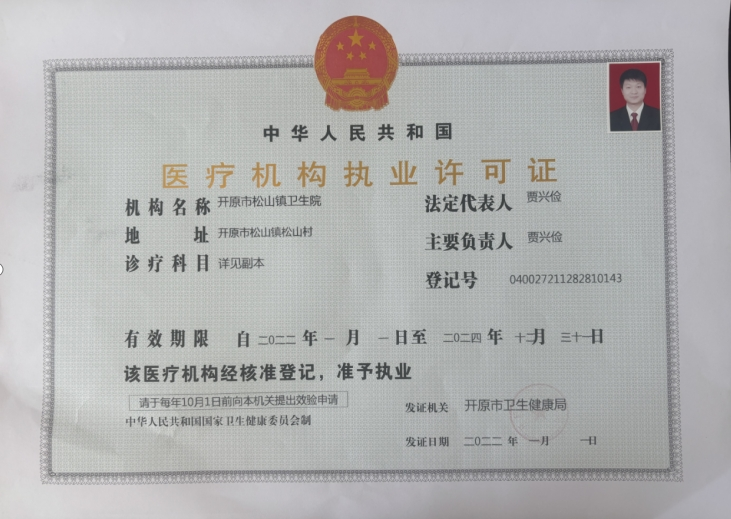 中华人民共和国
医疗机构执业许可证
机构名称 开原市松山镇卫生院
法定代表人 贾兴俭
地址 开原市松山镇松山村
主要负责人 贾兴俭
诊疗科目 详见副本
登记号 040027211282810143
有效期限 自二〇二二年一月一日至二〇二四年十二月三十一日
该医疗机构经核准登记，准予执业
请于每年10月1日前向本机关提出效验申请
发证机关 开原市卫生健康局
中华人民共和国国家卫生健康委员会制
发证日期 二〇二二年一月一日